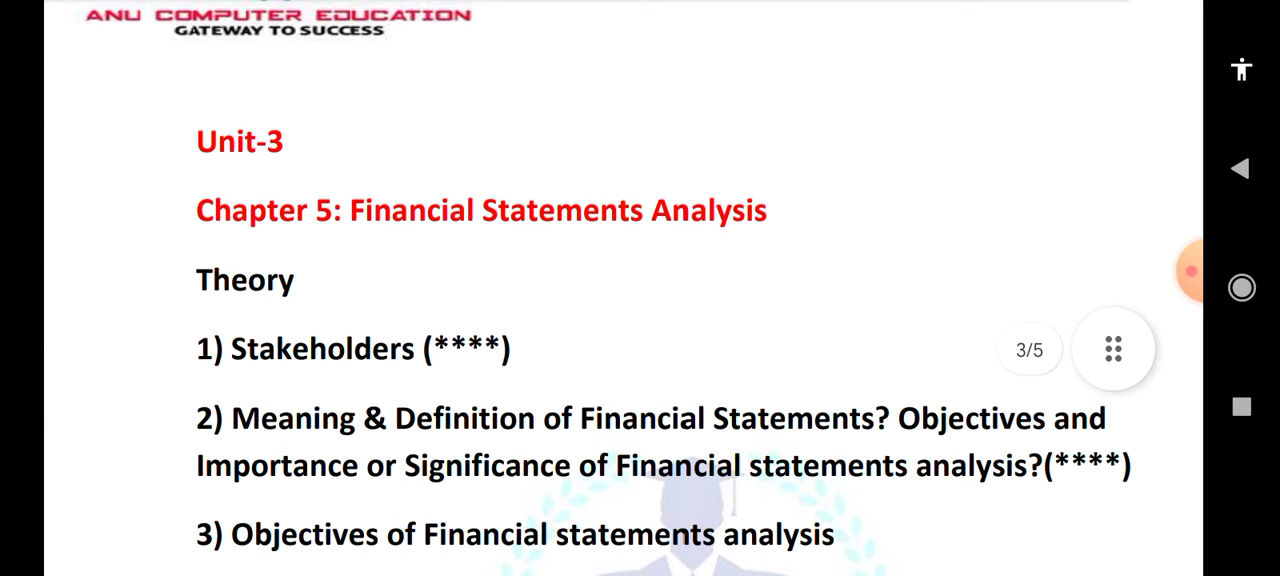 ANU COMPUTER EDUCATION
GATEWAY TO SUCCESS
Unit-3
Chapter 5: Financial Statements Analysis
Theory
1) Stakeholders (****)
3/5
2) Meaning & Definition of Financial Statements? Objectives and
Importance or Significance of Financial statements analysis?(****)
3) Objectives of Financial statements analysis